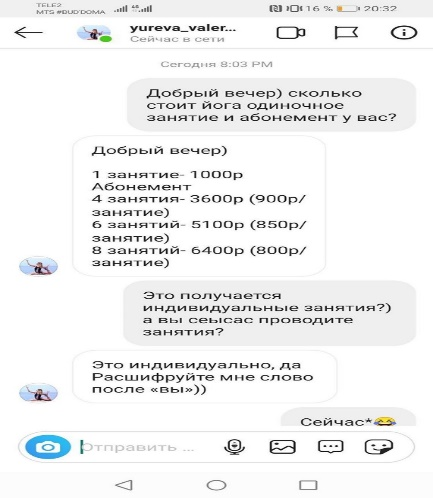 TELE2
MTS #BUD'DOMA
16 %
20:32
yureva_valer...
Сейчас в сети
Сегодня 8:03 PM
Добрый вечер) сколько
стоит йога одиночное
занятие и абонемент у вас?
Добрый вечер)
1 занятие- 1000р
Абонемент
4 занятия- 3600р (900р/
занятие)
6 занятий- 5100р (850р/
занятие)
8 занятий- 6400р (800р/
занятие)
Это получается
индивидуальные занятия?)
а вы сеысас проводите
занятия?
Это индивидуально, да
Расшифруйте мне слово
после «вы»))
Сейчас*😂
Отправить ...